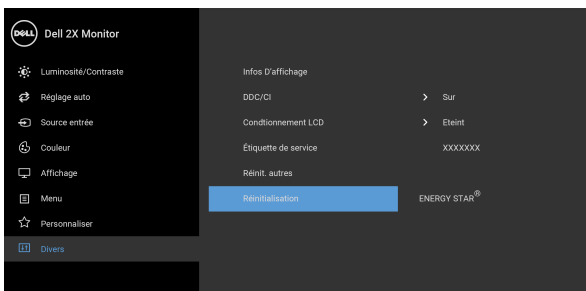 DELL Dell 2X Monitor
Luminosité/Contraste
Infos D'affichage
Réglage auto
DDC/CI
Sur
Source entrée
Condtionnement LCD
Eteint
Couleur
Étiquette de service
XXXXXXX
Affichage
Réinit. autres
Menu
Réinitialisation
ENERGY STAR®
Personnaliser
Divers